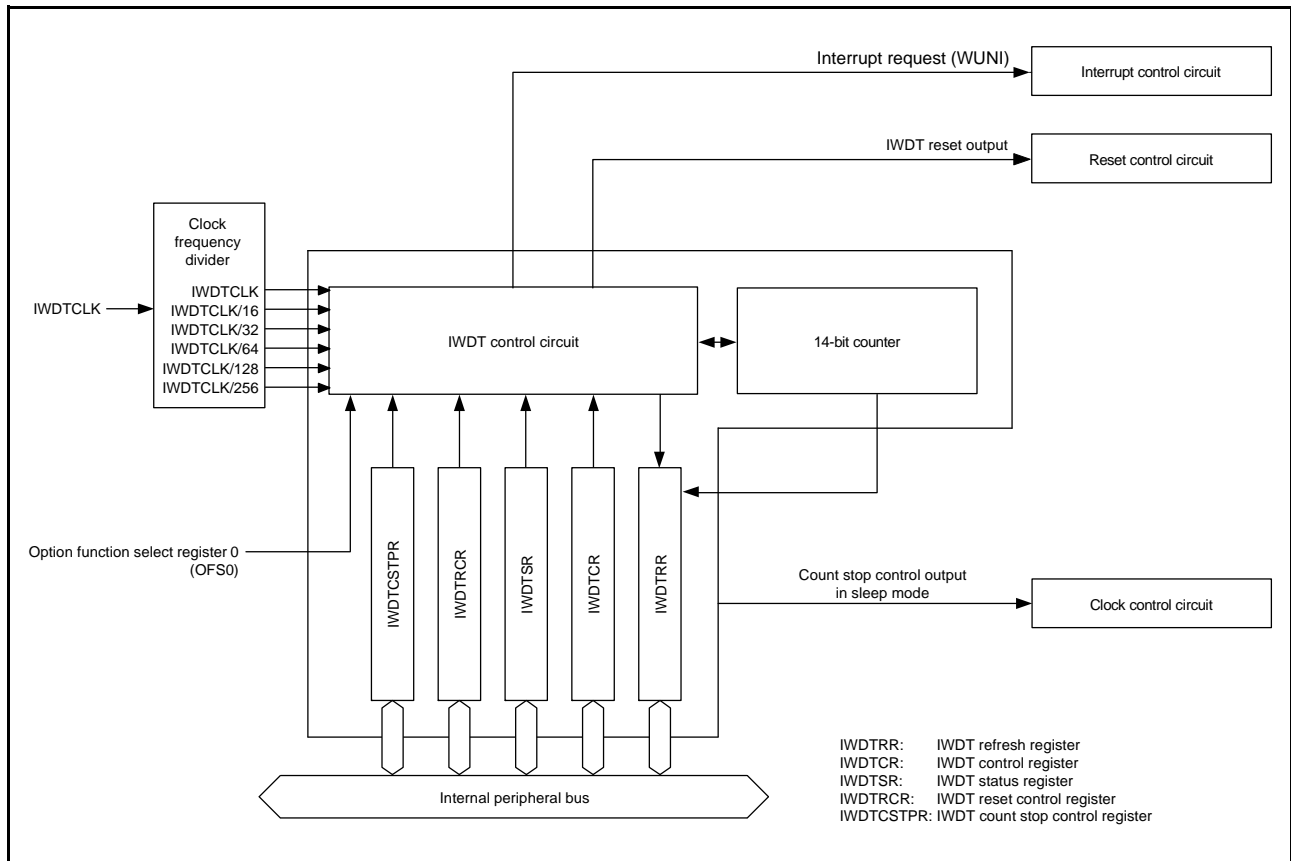 Interrupt request (WUNI)
Interrupt control circuit
IWDT reset output
Reset control circuit
Clock
frequency
divider
IWDTCLK
IWDTCLK
IWDTCLK/16
IWDTCLK/32
IWDTCLK/64
IWDTCLK/128
IWDTCLK/256
IWDT control circuit
14-bit counter
Option function select register 0
(OFS0)
IWDTCSTPR
IWDTRCR
IWDTSR
IWDTCR
IWDTRR
Count stop control output
in sleep mode
Clock control circuit
Internal peripheral bus
IWDTRR: IWDT refresh register
IWDTCR: IWDT control register
IWDTSR: IWDT status register
IWDTRCR: IWDT reset control register
IWDTCSTPR: IWDT count stop control register